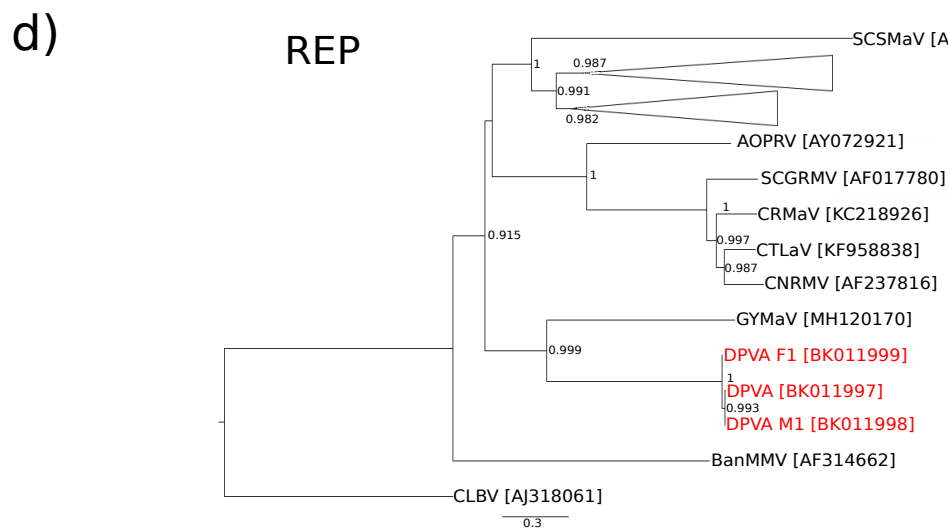 d)
REP
SCSMaV [A
0.987
1
0.991
0.982
AOPRV [AY072921]
1
SCGRMV [AF017780]
1
CRMaV [KC218926]
0.915
0.997
CTLaV [KF958838]
0.987
CNRMV [AF237816]
GYMaV [MH120170]
0.999
DPVA F1 [BK011999]
1
DPVA [BK011997]
0.993
DPVA M1 [BK011998]
BanMMV [AF314662]
CLBV [AJ318061]
0.3